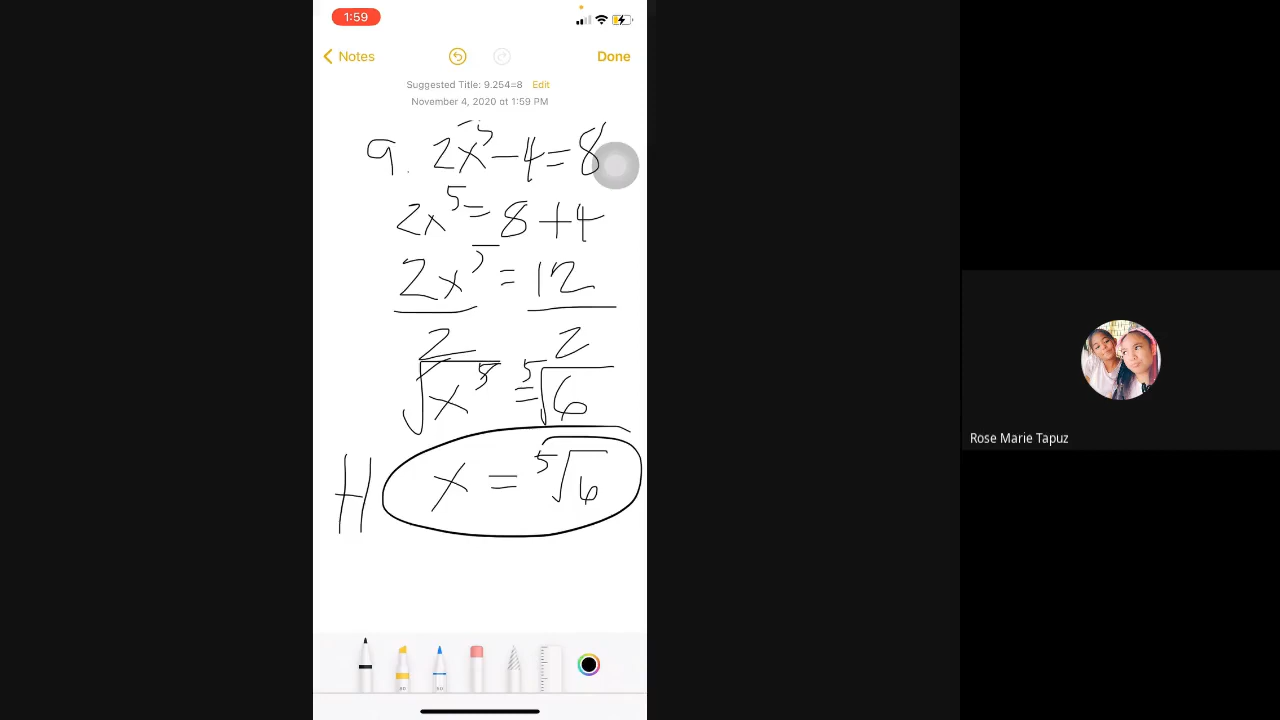 1:59
Notes
Done
Suggested Title: 9.254=8 Edit
November 4, 2020 at 1:59 PM
9. 2x⁵-4=8
2x⁵=8+4
2x⁵=12
2 2
√x⁵ = ⁵√6
H x = ⁵√6
Rose Marie Tapuz